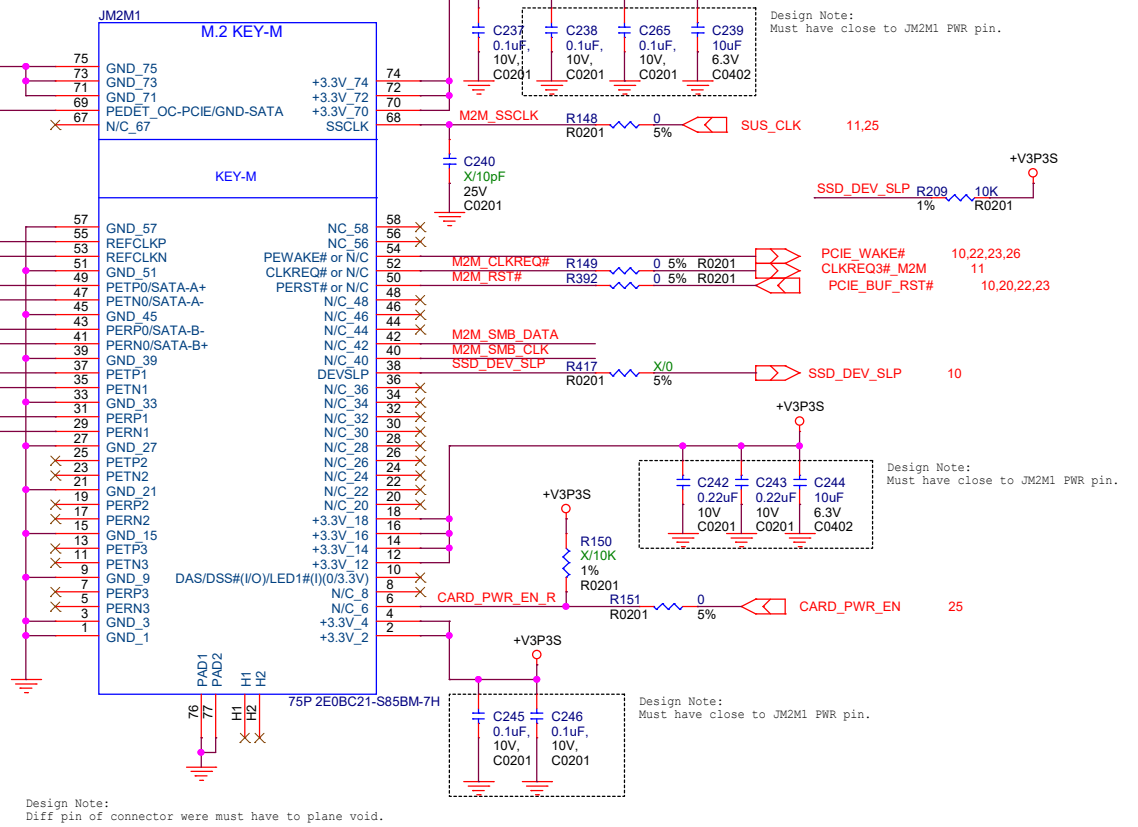 JM2M1
M.2 KEY-M
75 GND_75
73 GND_73
71 GND_71
69 PEDET_OC-PCIE/GND-SATA
67 N/C_67
+3.3V_74 74
+3.3V_72 72
+3.3V_70 70
SSCLK 68
KEY-M
57 GND_57
55 REFCLKP
53 REFCLKN
51 GND_51
49 PETP0/SATA-A+
47 PETN0/SATA-A-
45 GND_45
43 PERP0/SATA-B-
41 PERN0/SATA-B+
39 GND_39
37 PETP1
35 PETN1
33 GND_33
31 PERP1
29 PERN1
27 GND_27
25 PETP2
23 PETN2
21 GND_21
19 PERP2
17 PERN2
15 GND_15
13 PETP3
11 PETN3
9 GND_9
7 PERP3
5 PERN3
3 GND_3
1 GND_1
NC_58 58
NC_56 56
PEWAKE# or N/C 54
CLKREQ# or N/C 52
PERST# or N/C 50
N/C_48 48
N/C_46 46
N/C_44 44
N/C_42 42
N/C_40 40
DEVSLP 38
N/C_36 36
N/C_34 34
N/C_32 32
N/C_30 30
N/C_28 28
N/C_26 26
N/C_24 24
N/C_22 22
N/C_20 20
+3.3V_18 18
+3.3V_16 16
+3.3V_14 14
+3.3V_12 12
DAS/DSS#(I/O)/LED1#(I)(0/3.3V) 10
N/C_8 8
N/C_6 6
+3.3V_4 4
+3.3V_2 2
PAD1
PAD2
H1
H2
76
77
H1
H2
75P 2E0BC21-S85BM-7H
C237
0.1uF,
10V,
C0201
C238
0.1uF,
10V,
C0201
C265
0.1uF,
10V,
C0201
C239
10uF
6.3V
C0402
Design Note:
Must have close to JM2M1 PWR pin.
M2M_SSCLK
R148 0
R0201 5%
SUS_CLK 11,25
C240
X/10pF
25V
C0201
+V3P3S
SSD_DEV_SLP R209 10K
1% R0201
PCIE_WAKE# 10,22,23,26
M2M_CLKREQ# R149 0 5% R0201 CLKREQ3#_M2M 11
M2M_RST# R392 0 5% R0201 PCIE_BUF_RST# 10,20,22,23
M2M_SMB_DATA
M2M_SMB_CLK
SSD_DEV_SLP R417 X/0
R0201 5%
SSD_DEV_SLP 10
+V3P3S
C242
0.22uF
10V
C0201
C243
0.22uF
10V
C0201
C244
10uF
6.3V
C0402
Design Note:
Must have close to JM2M1 PWR pin.
+V3P3S
R150
X/10K
1%
R0201
CARD_PWR_EN_R R151 0
R0201 5%
CARD_PWR_EN 25
+V3P3S
C245
0.1uF,
10V,
C0201
C246
0.1uF,
10V,
C0201
Design Note:
Must have close to JM2M1 PWR pin.
Design Note:
Diff pin of connector were must have to plane void.